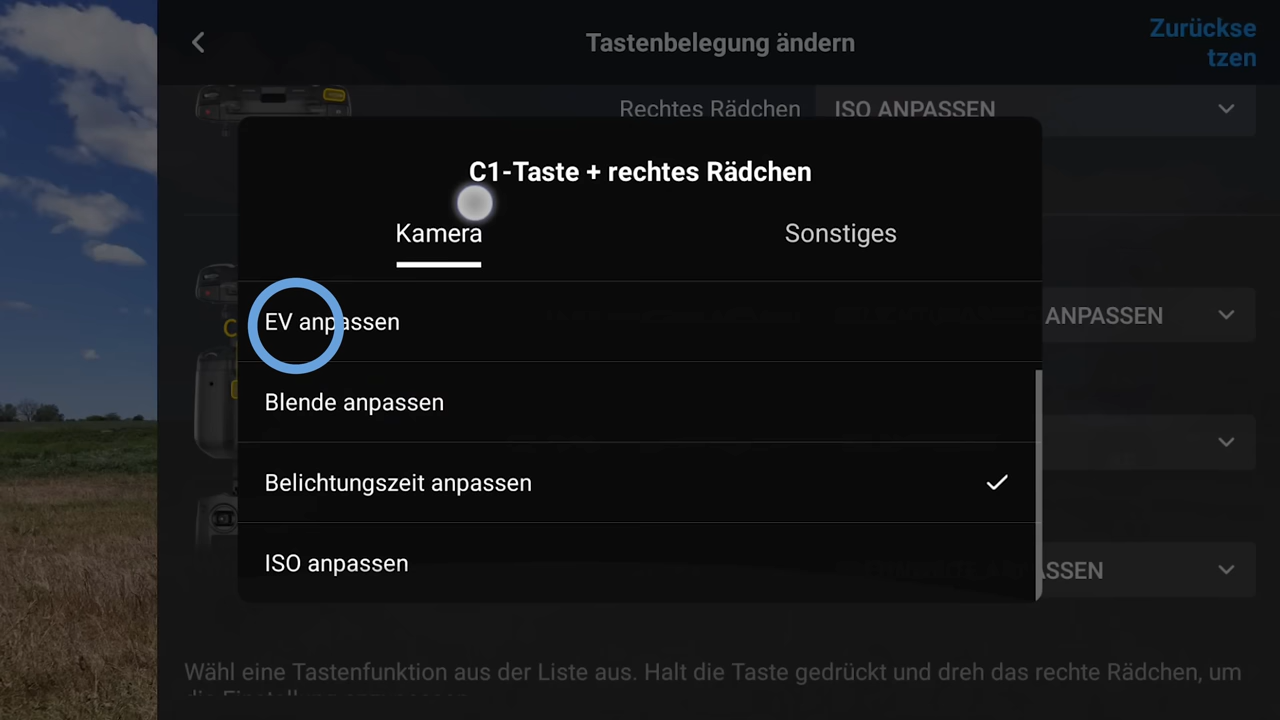 Tastenbelegung ändern
Zurückse
tzen
Rechtes Rädchen
ISO ANPASSEN
C1-Taste + rechtes Rädchen
Kamera
Sonstiges
EV anpassen
ANPASSEN
Blende anpassen
Belichtungszeit anpassen
ISO anpassen
Wähl eine Tastenfunktion aus der Liste aus. Halt die Taste gedrückt und dreh das rechte Rädchen, um